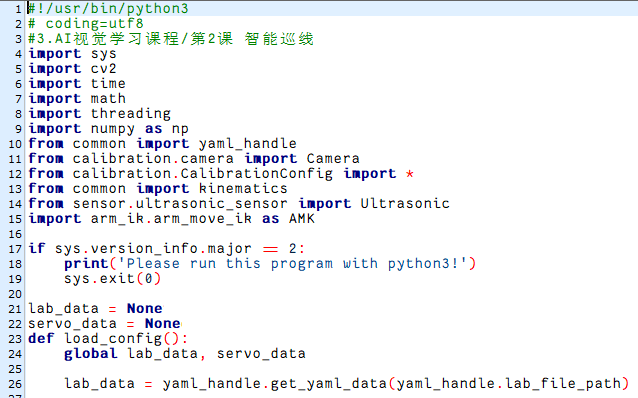 1 #!/usr/bin/python3
2 # coding=utf8
3 #3.AI视觉学习课程/第2课 智能巡线
4 import sys
5 import cv2
6 import time
7 import math
8 import threading
9 import numpy as np
10 from common import yaml_handle
11 from calibration.camera import Camera
12 from calibration.CalibrationConfig import *
13 from common import kinematics
14 from sensor.ultrasonic_sensor import Ultrasonic
15 import arm_ik.arm_move_ik as AMK
16
17 if sys.version_info.major == 2:
18     print('Please run this program with python3!')
19     sys.exit(0)
20
21 lab_data = None
22 servo_data = None
23 def load_config():
24     global lab_data, servo_data
25
26     lab_data = yaml_handle.get_yaml_data(yaml_handle.lab_file_path)
27